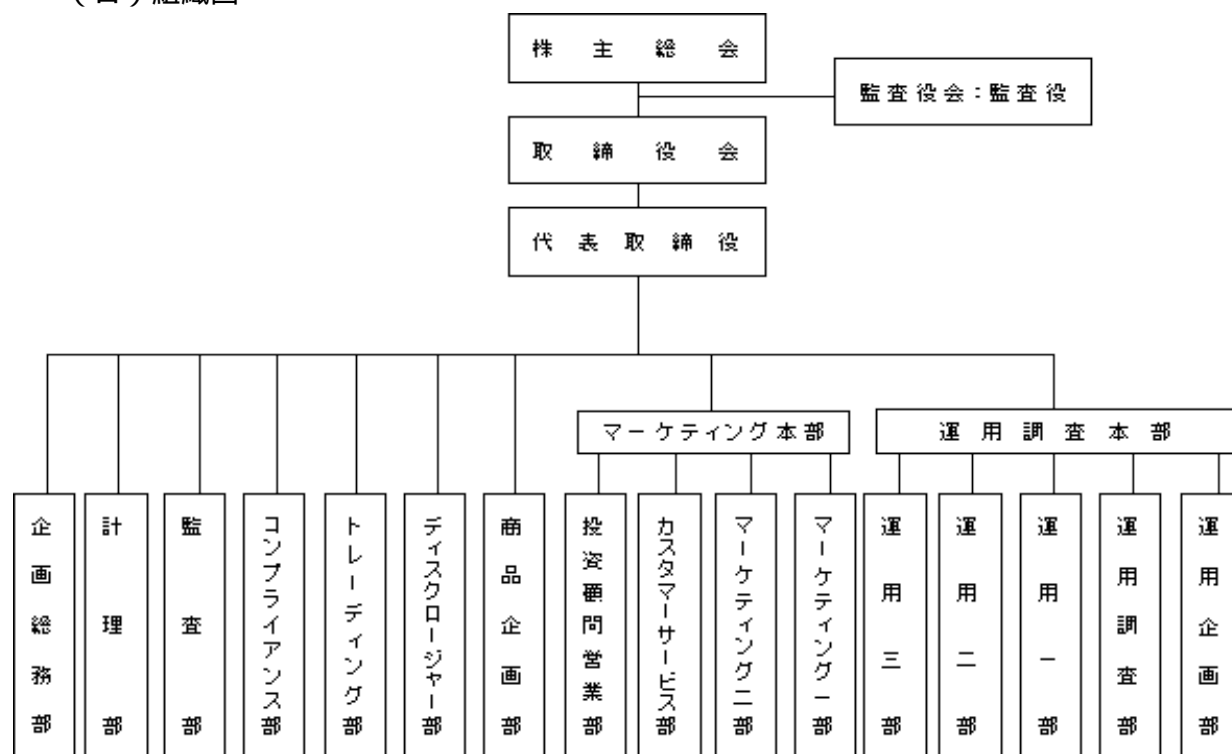 組織図
株主総会
監査役会：監査役
取締役会
代表取締役
マーケティング本部
運用調査本部
企画総務部
計理部
監査部
コンプライアンス部
トレーディング部
ディスクロージャー部
商品企画部
投資顧問営業部
カスタマーサービス部
マーケティング二部
マーケティング一部
運用三部
運用二部
運用一部
運用調査部
運用企画部